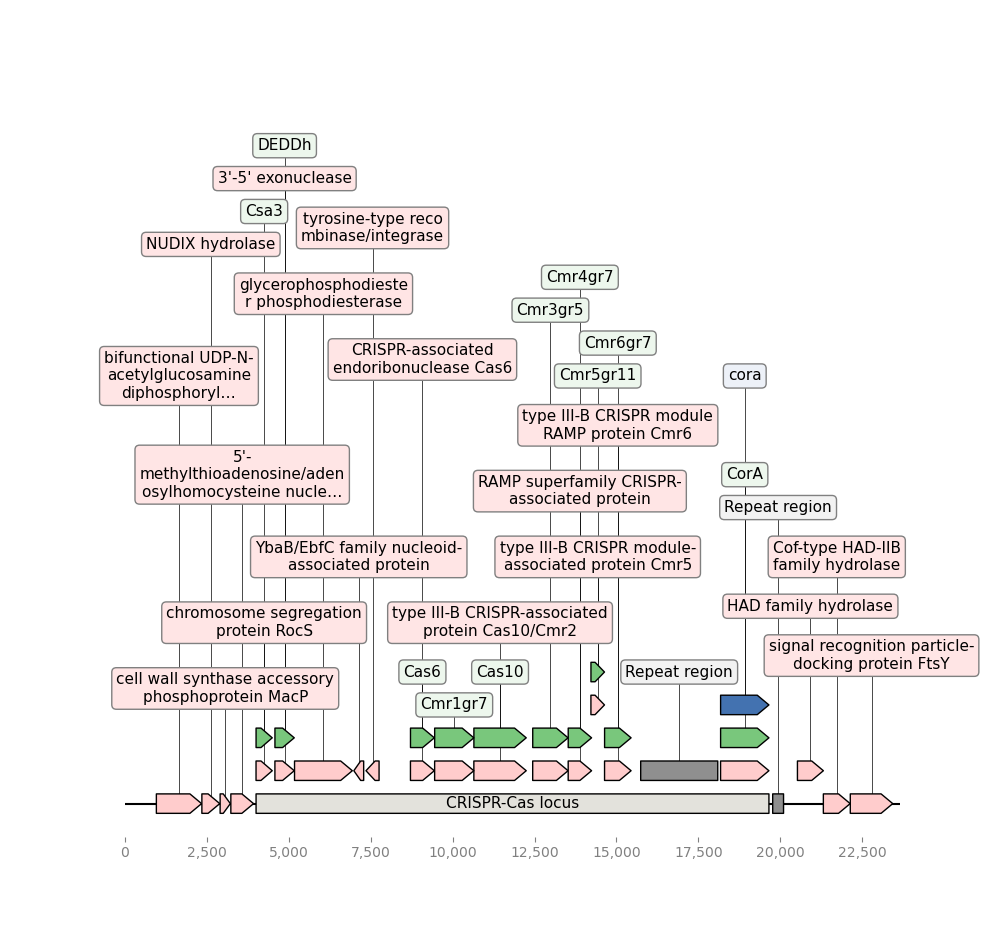 DEDDh
3'-5' exonuclease
Csa3
tyrosine-type reco
mbinase/integrase
NUDIX hydrolase
Cmr4gr7
glycerophosphodieste
r phosphodiesterase
Cmr3gr5
Cmr6gr7
CRISPR-associated
endoribonuclease Cas6
bifunctional UDP-N-
acetylglucosamine
diphosphoryl...
Cmr5gr11
cora
type III-B CRISPR module
RAMP protein Cmr6
5'-
methylthioadenosine/aden
osylhomocysteine nucle...
CorA
RAMP superfamily CRISPR-
associated protein
Repeat region
YbaB/EbfC family nucleoid-
associated protein
type III-B CRISPR module-
associated protein Cmr5
Cof-type HAD-IIB
family hydrolase
HAD family hydrolase
chromosome segregation
protein RocS
type III-B CRISPR-associated
protein Cas10/Cmr2
signal recognition particle-
docking protein FtsY
Cas6
Cas10
Repeat region
cell wall synthase accessory
phosphoprotein MacP
Cmr1gr7
CRISPR-Cas locus
0
2,500
5,000
7,500
10,000
12,500
15,000
17,500
20,000
22,500